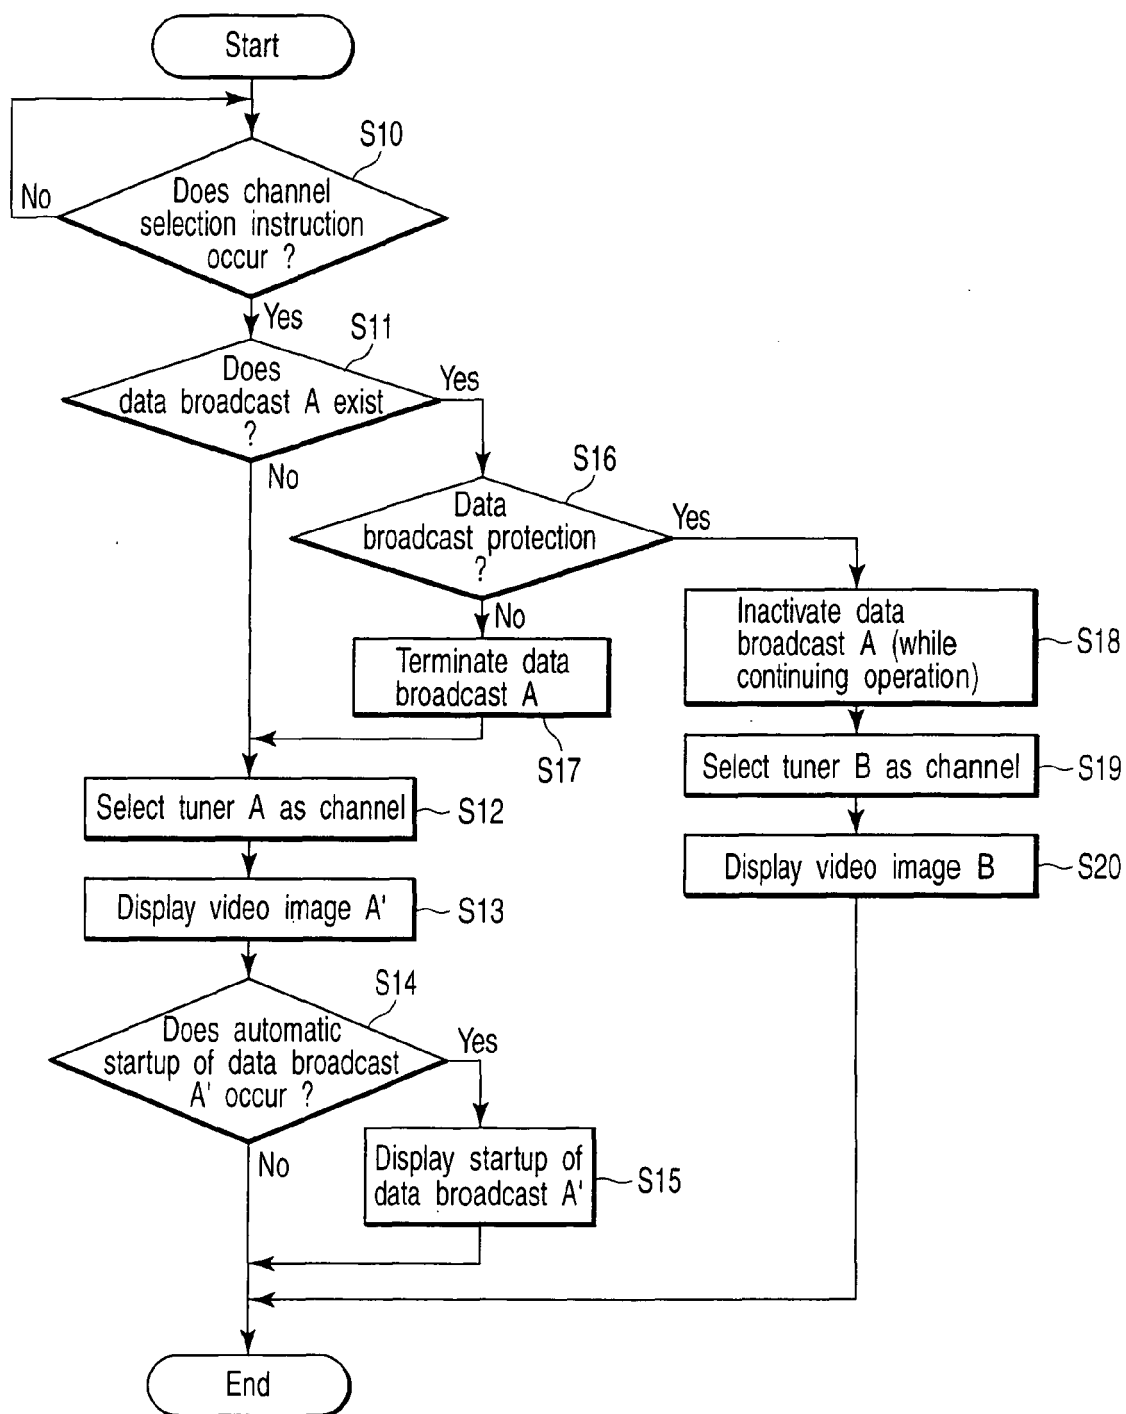 Start
S10
No
Does channel
selection instruction
occur ?
Yes
S11
Does
data broadcast A exist
?
Yes
No
S16
Data
broadcast protection
?
Yes
No
Inactivate data
broadcast A (while
continuing operation)
S18
Terminate data
broadcast A
S17
Select tuner B as channel
S19
Select tuner A as channel
S12
Display video image B
S20
Display video image A'
S13
S14
Does automatic
startup of data broadcast
A' occur ?
Yes
No
Display startup of
data broadcast A'
S15
End